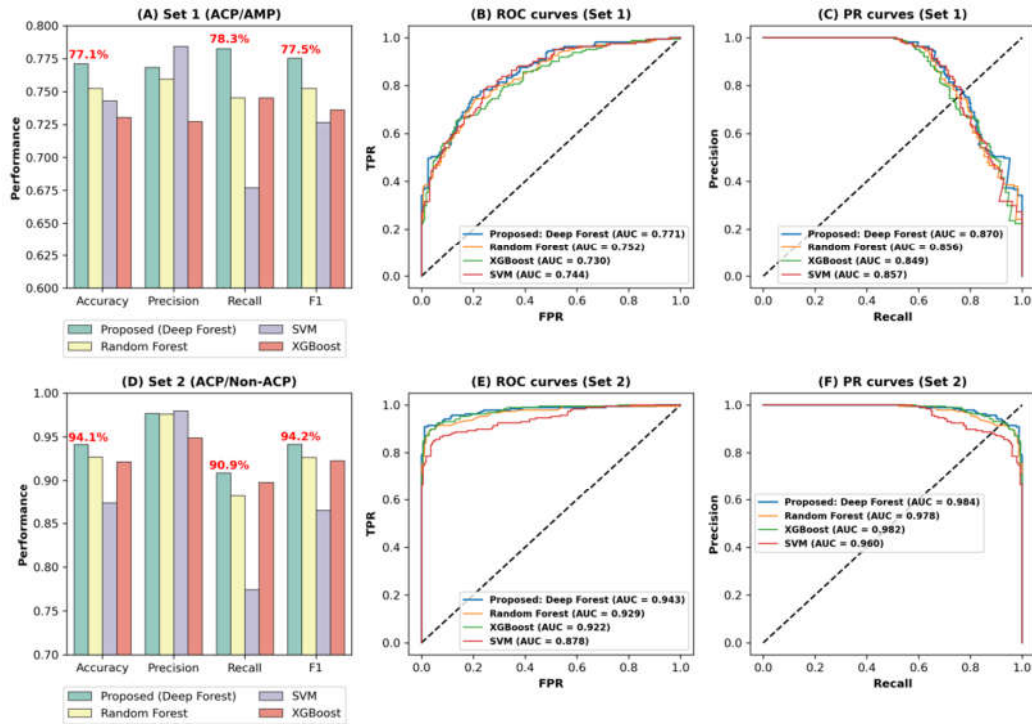 (A) Set 1 (ACP/AMP)
0.800
0.775
0.750
0.725
0.700
0.675
0.650
0.625
0.600
Performance
77.1%
78.3%
77.5%
Accuracy Precision Recall F1
Proposed (Deep Forest) SVM
Random Forest XGBoost
(B) ROC curves (Set 1)
1.0
0.8
0.6
0.4
0.2
0.0
TPR
Proposed: Deep Forest (AUC = 0.771)
Random Forest (AUC = 0.752)
XGBoost (AUC = 0.730)
SVM (AUC = 0.744)
0.0 0.2 0.4 0.6 0.8 1.0
FPR
(C) PR curves (Set 1)
1.0
0.8
0.6
0.4
0.2
0.0
Precision
Proposed: Deep Forest (AUC = 0.870)
Random Forest (AUC = 0.856)
XGBoost (AUC = 0.849)
SVM (AUC = 0.857)
0.0 0.2 0.4 0.6 0.8 1.0
Recall
(D) Set 2 (ACP/Non-ACP)
1.00
0.95
0.90
0.85
0.80
0.75
0.70
Performance
94.1%
90.9%
94.2%
Accuracy Precision Recall F1
Proposed (Deep Forest) SVM
Random Forest XGBoost
(E) ROC curves (Set 2)
1.0
0.8
0.6
0.4
0.2
0.0
TPR
Proposed: Deep Forest (AUC = 0.943)
Random Forest (AUC = 0.929)
XGBoost (AUC = 0.922)
SVM (AUC = 0.878)
0.0 0.2 0.4 0.6 0.8 1.0
FPR
(F) PR curves (Set 2)
1.0
0.8
0.6
0.4
0.2
0.0
Precision
Proposed: Deep Forest (AUC = 0.984)
Random Forest (AUC = 0.978)
XGBoost (AUC = 0.982)
SVM (AUC = 0.960)
0.0 0.2 0.4 0.6 0.8 1.0
Recall